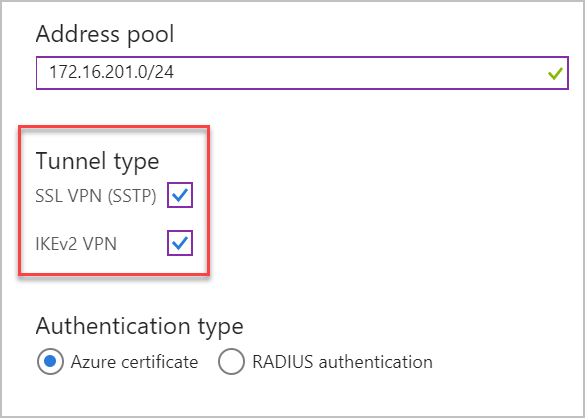 Address pool
172.16.201.0/24
Tunnel type
SSL VPN (SSTP)
IKEv2 VPN
Authentication type
Azure certificate RADIUS authentication